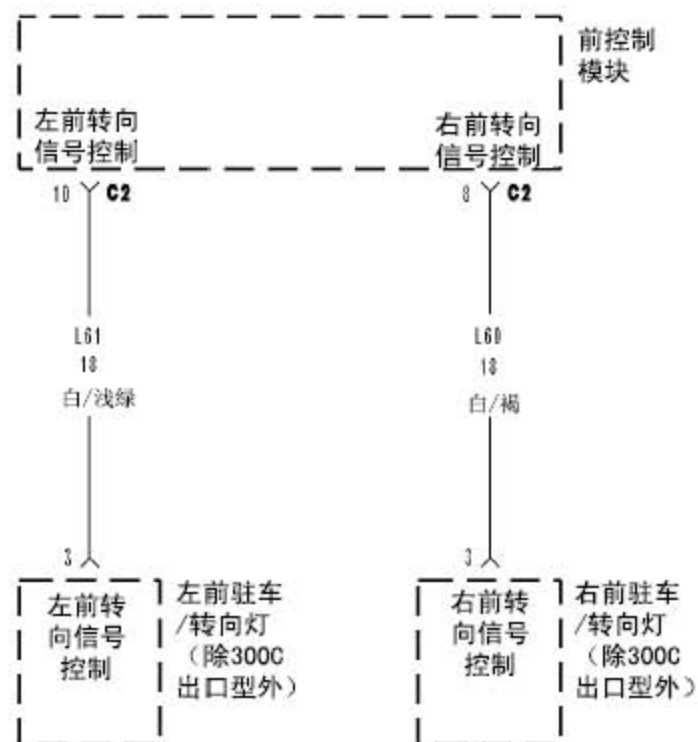 前控制
模块
左前转向
信号控制
右前转向
信号控制
10 C2
8 C2
L61
18
白/浅绿
L60
18
白/褐
3
3
左前转
向信号
控制
左前驻车
/转向灯
（除300C
出口型外）
右前转
向信号
控制
右前驻车
/转向灯
（除300C
出口型外）